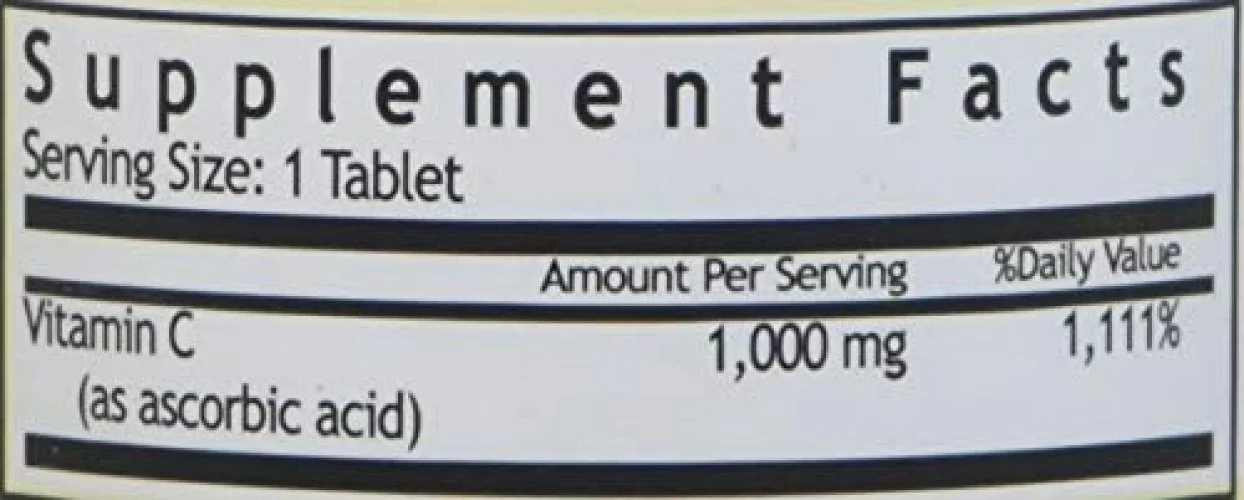 Supplement Facts
Serving Size: 1 Tablet
Amount Per Serving %Daily Value
Vitamin C 1,000 mg 1,111%
(as ascorbic acid)